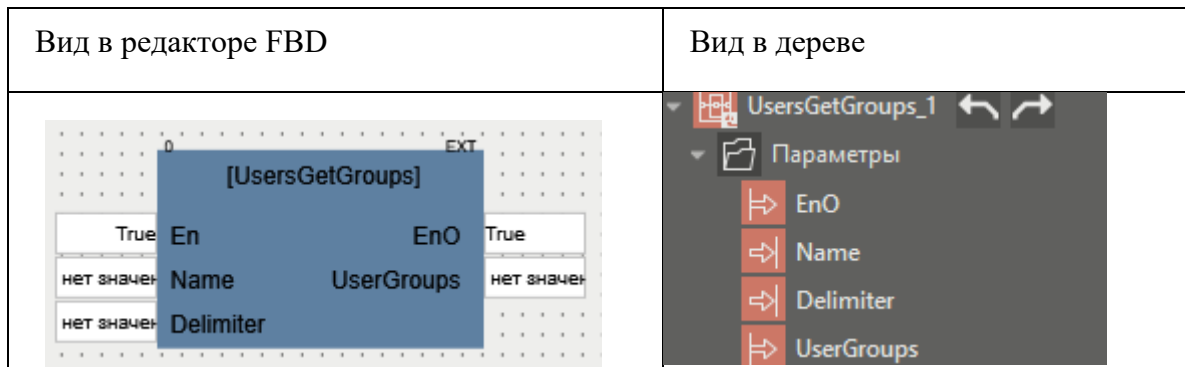 Вид в редакторе FBD
Вид в дереве
0 EXT
[UsersGetGroups]
True En EnO True
нет значен Name UserGroups нет значен
нет значен Delimiter
UsersGetGroups_1
Параметры
EnO
Name
Delimiter
UserGroups